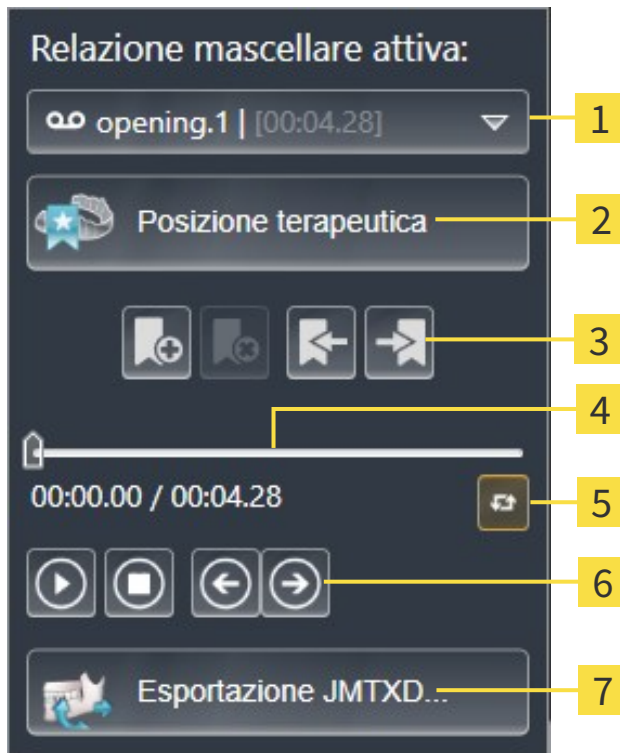 Relazione mascellare attiva:
opening.1 | [00:04.28]
1
Posizione terapeutica
2
3
4
00:00.00 / 00:04.28
5
6
Esportazione JMTXD...
7